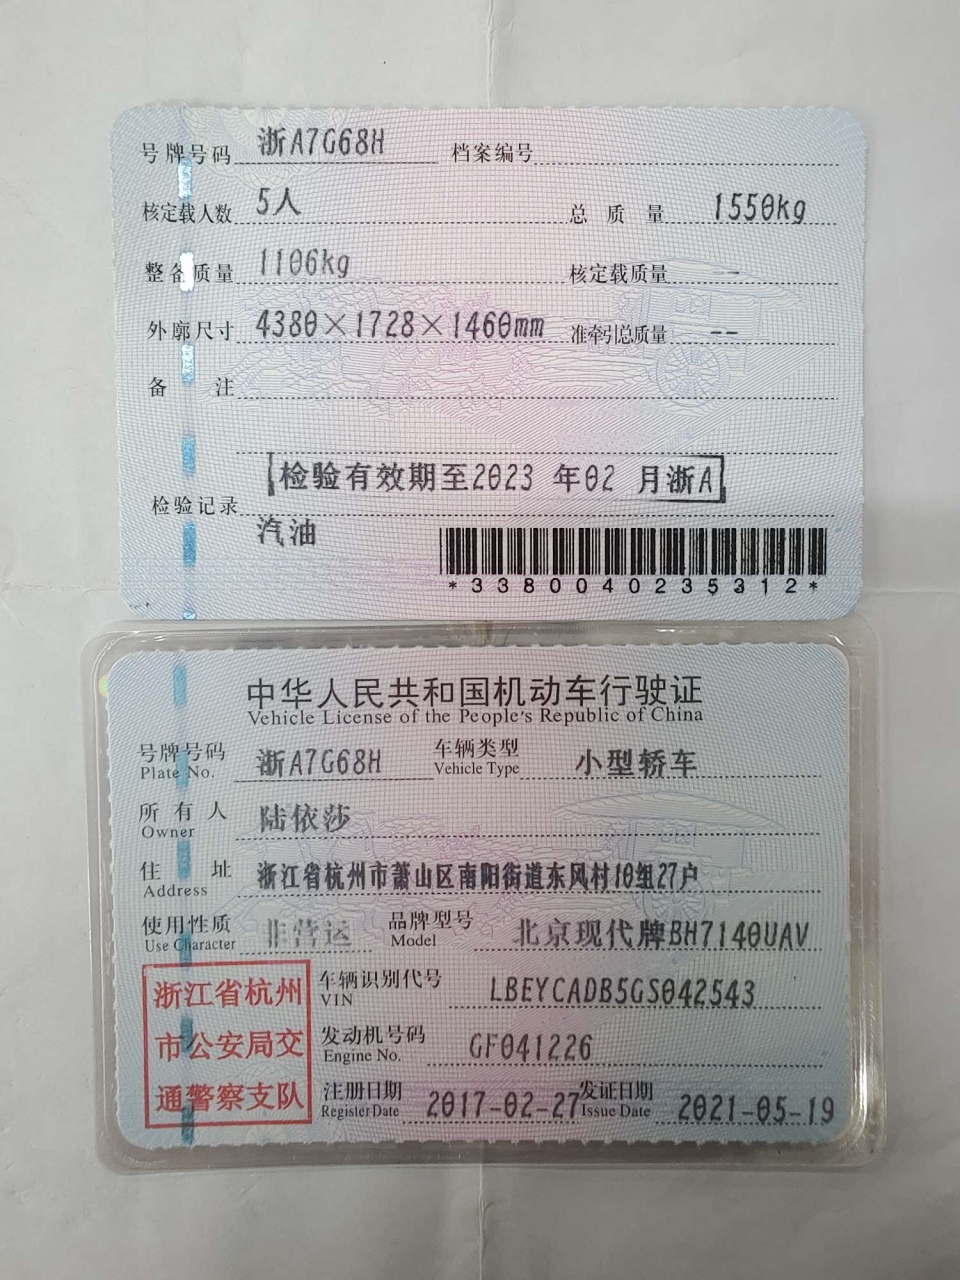 号牌号码 浙A7G68H 档案编号
核定载人数 5人 总质量 1550kg
整备质量 1106kg 核定载质量 --
外廓尺寸 4380×1728×1460mm 准牵引总质量 --
备注
检验有效期至2023 年02 月浙A
检验记录
汽油
*3380040235312*
中华人民共和国机动车行驶证
Vehicle License of the People's Republic of China
号牌号码 浙A7G68H 车辆类型 小型轿车
Plate No. Vehicle Type
所有人 陆依莎
Owner
住址 浙江省杭州市萧山区南阳街道东风村10组27户
Address
使用性质 非营运 品牌型号 北京现代牌BH7140UAV
Use Character Model
浙江省杭州 车辆识别代号 LBEYCADB5GS042543
VIN
市公安局交 发动机号码 GF041226
Engine No.
通警察支队 注册日期 2017-02-27 发证日期 2021-05-19
Register Date Issue Date